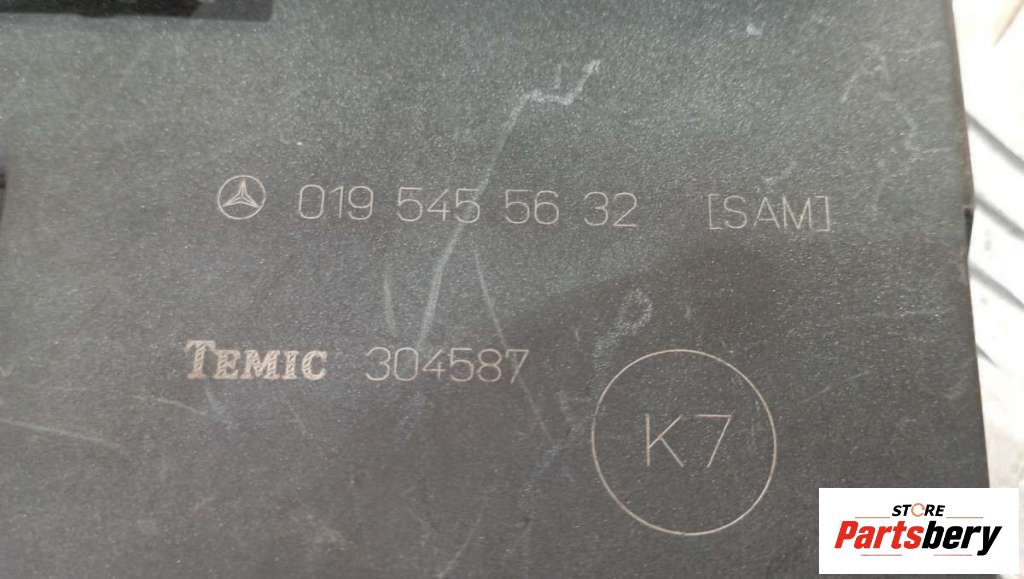 019 545 56 32 [SAM]
TEMIC 304587
K7
STORE
Partsbery